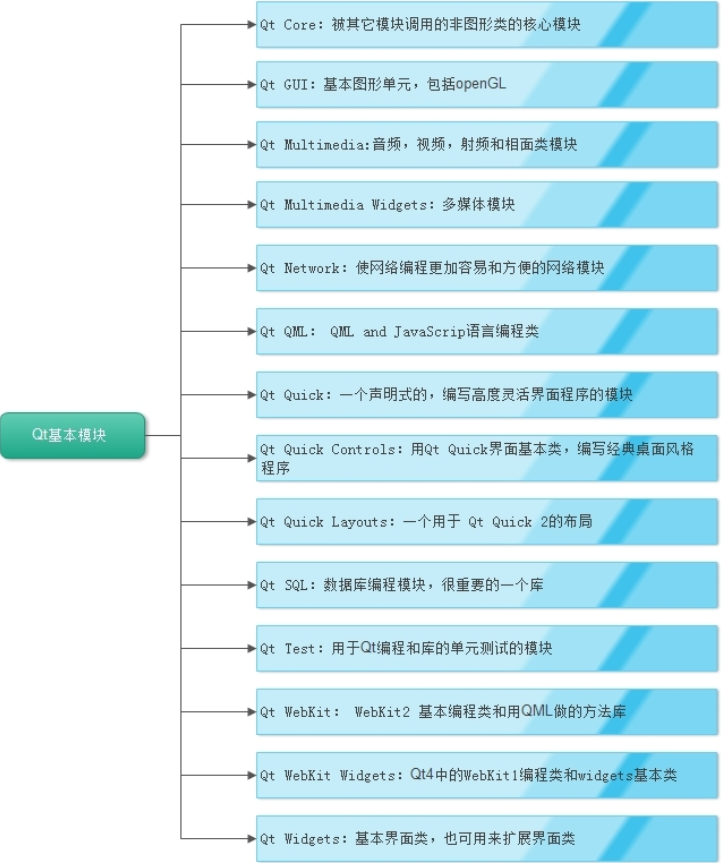 Qt Core: 被其它模块调用的非图形类的核心模块
Qt GUI: 基本图形单元，包括openGL
Qt Multimedia:音频，视频，射频和相面类模块
Qt Multimedia Widgets: 多媒体模块
Qt Network: 使网络编程更加容易和方便的网络模块
Qt QML: QML and JavaScrip语言编程类
Qt Quick: 一个声明式的，编写高度灵活界面程序的模块
Qt基本模块
Qt Quick Controls: 用Qt Quick界面基本类，编写经典桌面风格
程序
Qt Quick Layouts: 一个用于 Qt Quick 2的布局
Qt SQL: 数据库编程模块，很重要的一个库
Qt Test: 用于Qt编程和库的单元测试的模块
Qt WebKit: WebKit2 基本编程类和用QML做的方法库
Qt WebKit Widgets: Qt4中的WebKit1编程类和widgets基本类
Qt Widgets: 基本界面类，也可用来扩展界面类